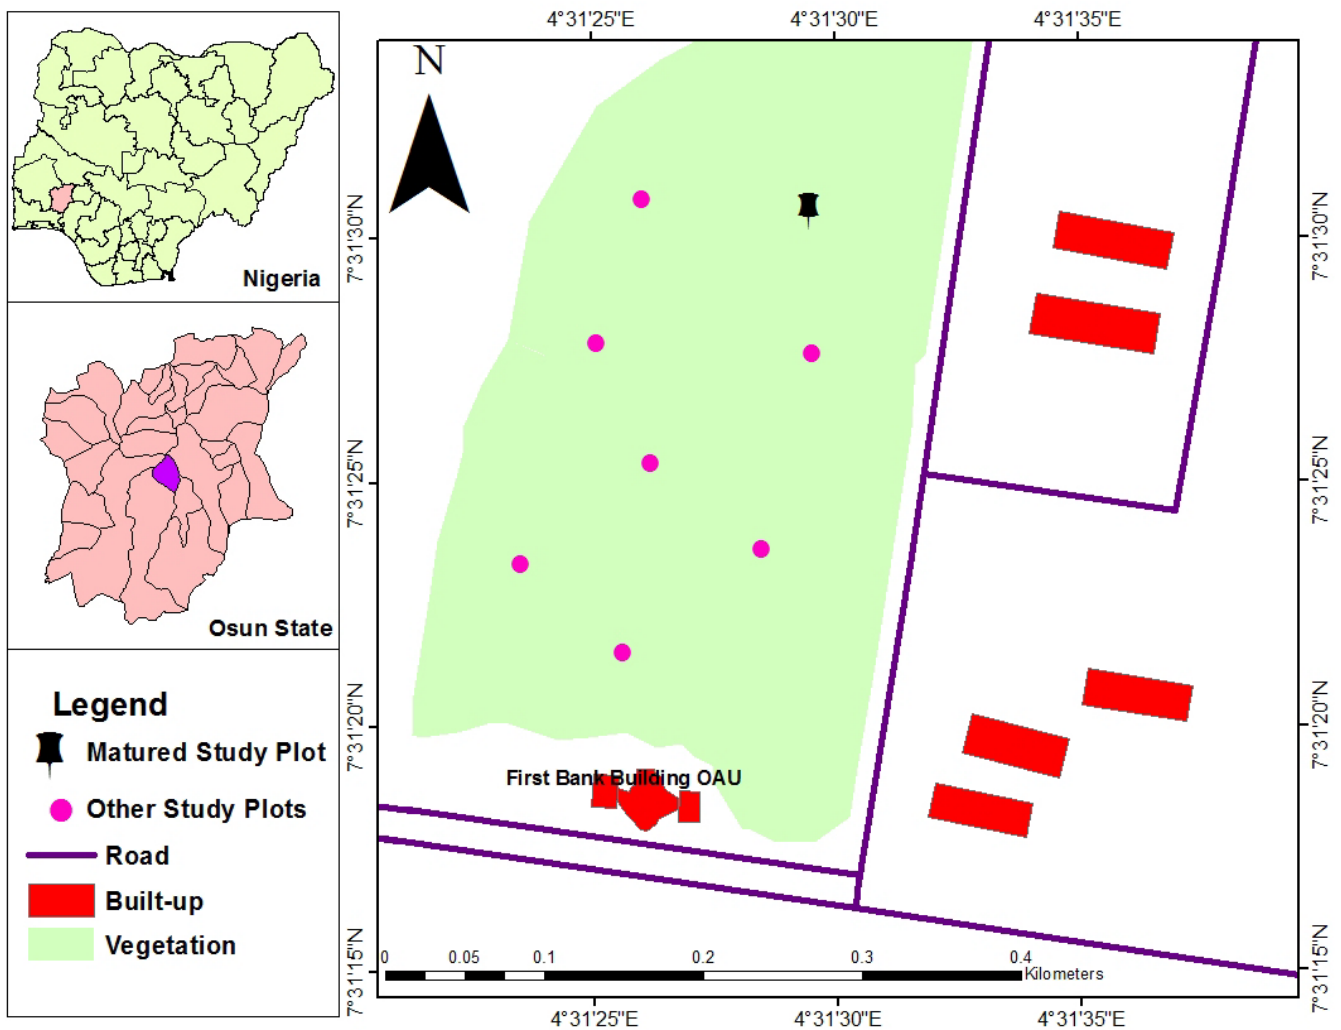 4°31'25"E 4°31'30"E 4°31'35"E
N
7°31'30"N 7°31'30"N
Nigeria
7°31'25"N 7°31'25"N
Osun State
Legend
Matured Study Plot
Other Study Plots
Road
Built-up
Vegetation
7°31'20"N 7°31'20"N
First Bank Building OAU
7°31'15"N 7°31'15"N
0 0.05 0.1 0.2 0.3 0.4
Kilometers
4°31'25"E 4°31'30"E 4°31'35"E